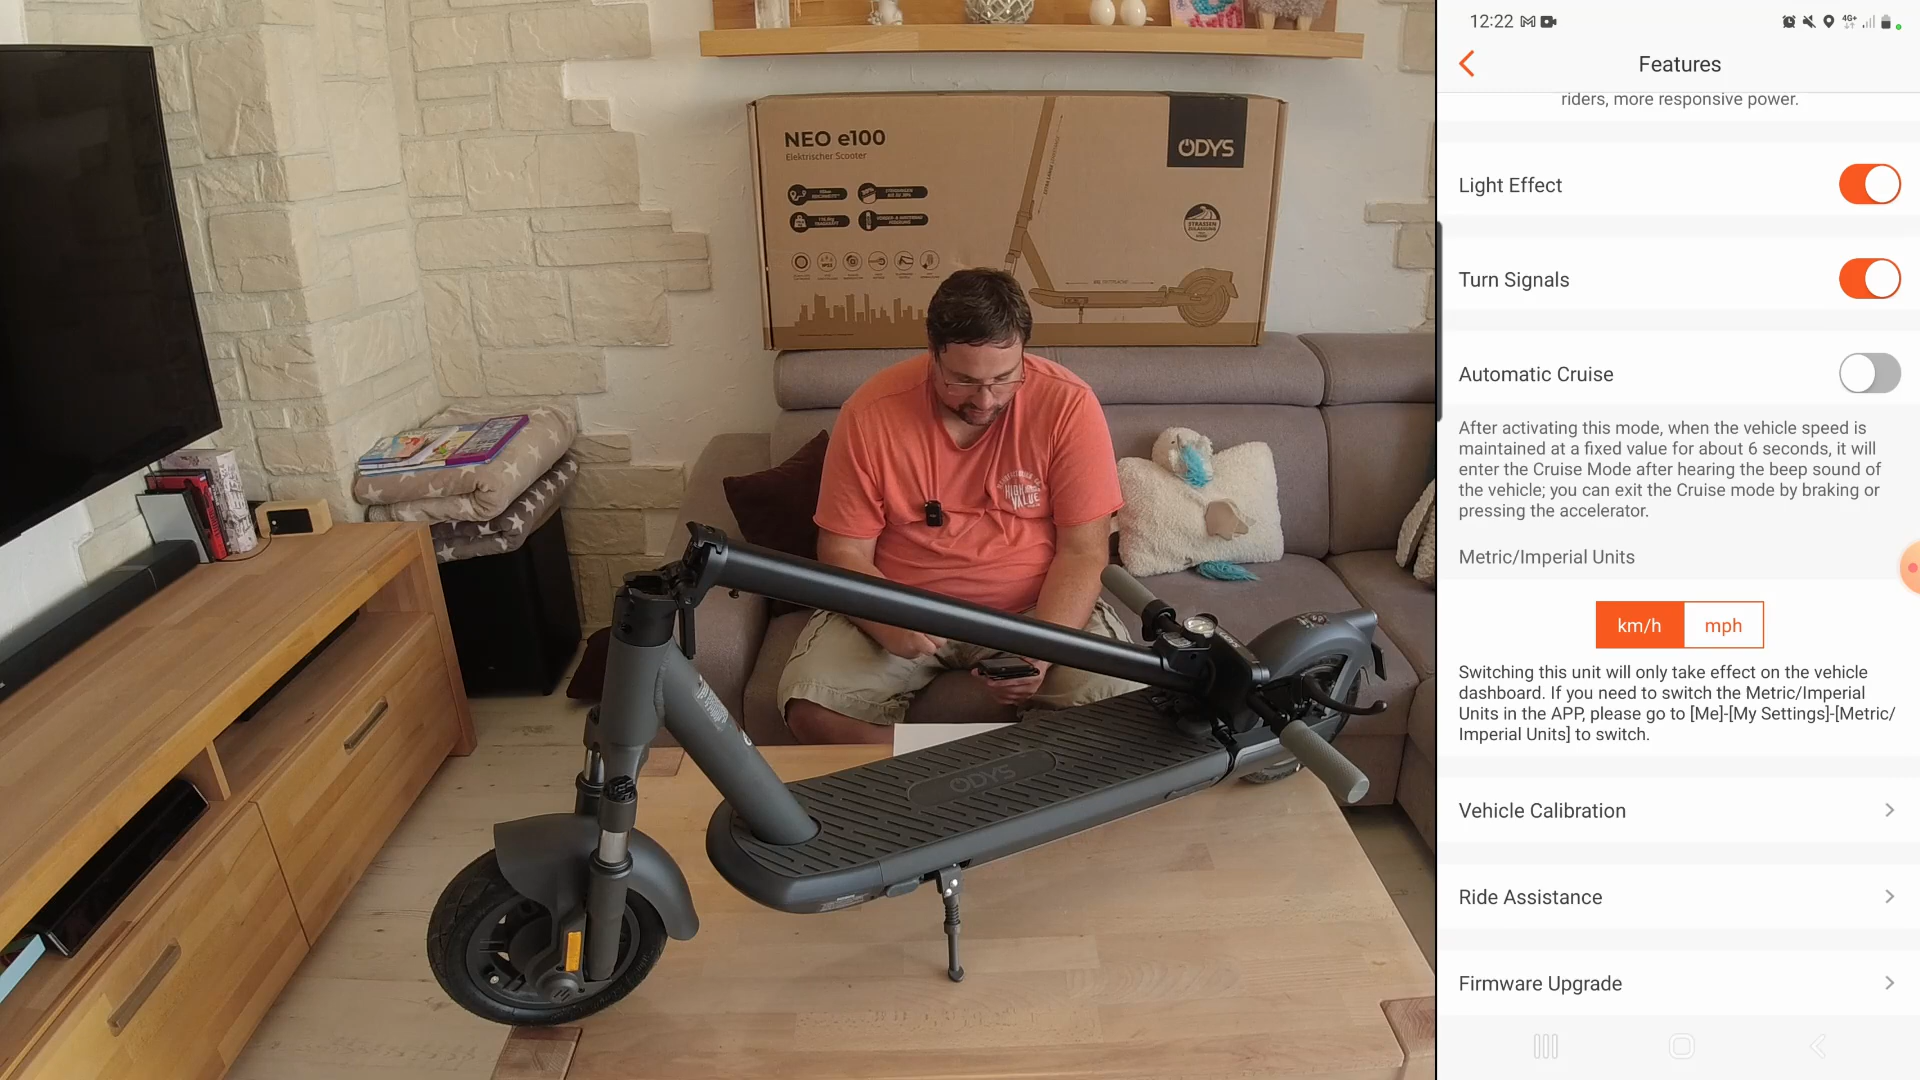 NEO e100
Elektrischer Scooter
ODYS
STRASSEN
ZULASSUNG
HIGH
VALUE
ODYS
12:22
4G+
Features
riders, more responsive power.
Light Effect
Turn Signals
Automatic Cruise
After activating this mode, when the vehicle speed is
maintained at a fixed value for about 6 seconds, it will
enter the Cruise Mode after hearing the beep sound of
the vehicle; you can exit the Cruise mode by braking or
pressing the accelerator.
Metric/Imperial Units
km/h
mph
Switching this unit will only take effect on the vehicle
dashboard. If you need to switch the Metric/Imperial
Units in the APP, please go to [Me]-[My Settings]-[Metric/
Imperial Units] to switch.
Vehicle Calibration
Ride Assistance
Firmware Upgrade